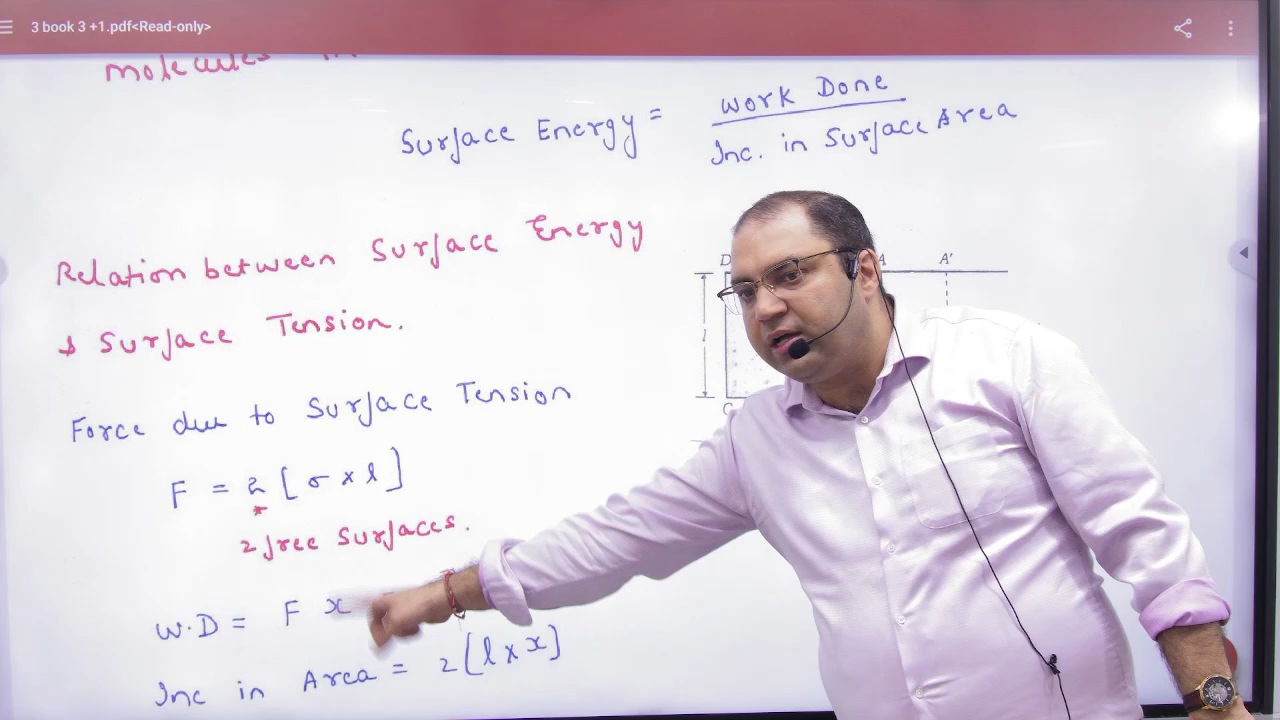 3 book 3 +1.pdf<Read-only>
molecules
Surface Energy = Work Done
Inc. in Surface Area
Relation between Surface Energy
& Surface Tension.
D A A'
l
C
Force due to Surface Tension
F = 2 [σ x l]
*
2 free Surfaces.
W.D = F x
Inc in Area = 2[l x x]